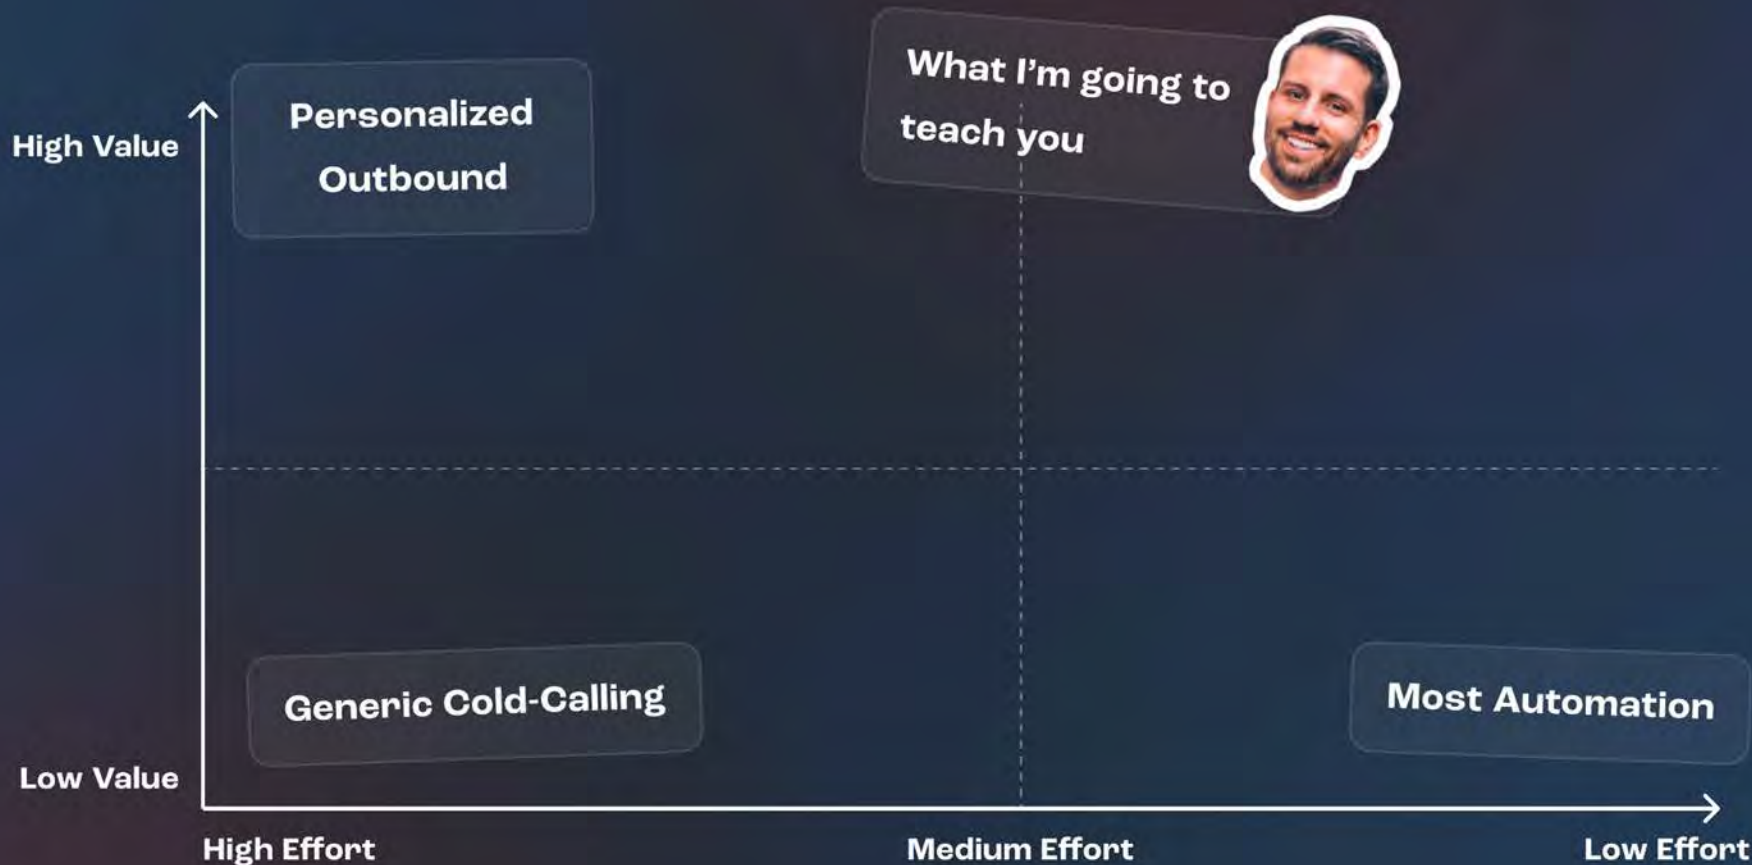 What I'm going to
teach you
Personalized
Outbound
High Value
Generic Cold-Calling
Most Automation
Low Value
High Effort
Medium Effort
Low Effort